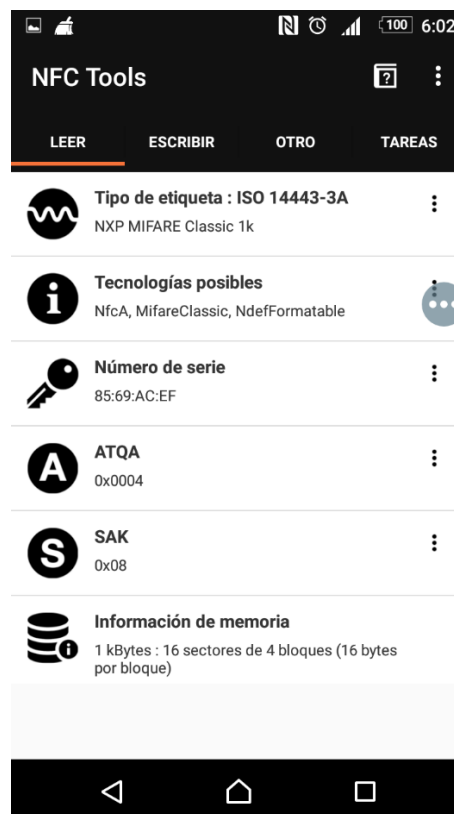 100 6:02
NFC Tools
LEER ESCRIBIR OTRO TAREAS
Tipo de etiqueta : ISO 14443-3A
NXP MIFARE Classic 1k
Tecnologías posibles
NfcA, MifareClassic, NdefFormatable
Número de serie
85:69:AC:EF
ATQA
0x0004
SAK
0x08
Información de memoria
1 kBytes : 16 sectores de 4 bloques (16 bytes
por bloque)